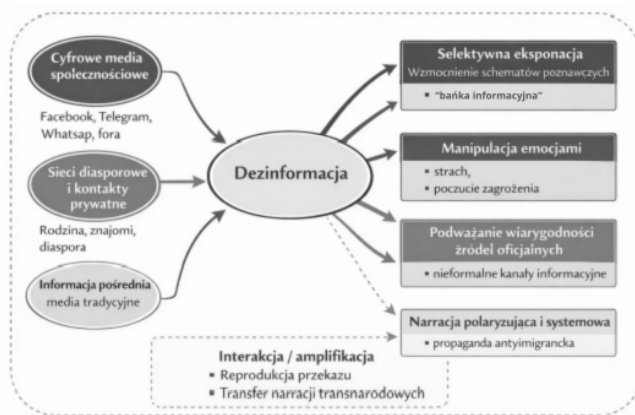 Cyfrowe media
społecznościowe
Facebook, Telegram,
Whatsap, fora
Sieci diasporowe
i kontakty
prywatne
Rodzina, znajomi,
diaspora
Informacja pośrednia
media tradycyjne
Dezinformacja
Selektywna eksponacja
Wzmocnienie schematów poznawczych
▪ "bańka informacyjna"
Manipulacja emocjami
▪ strach,
▪ poczucie zagrożenia
Podważanie wiarygodności
źródeł oficjalnych
▪ nieformalne kanały informacyjne
Narracja polaryzująca i systemowa
▪ propaganda antyimigrancka
Interakcja / amplifikacja
▪ Reprodukcja przekazu
▪ Transfer narracji transnarodowych